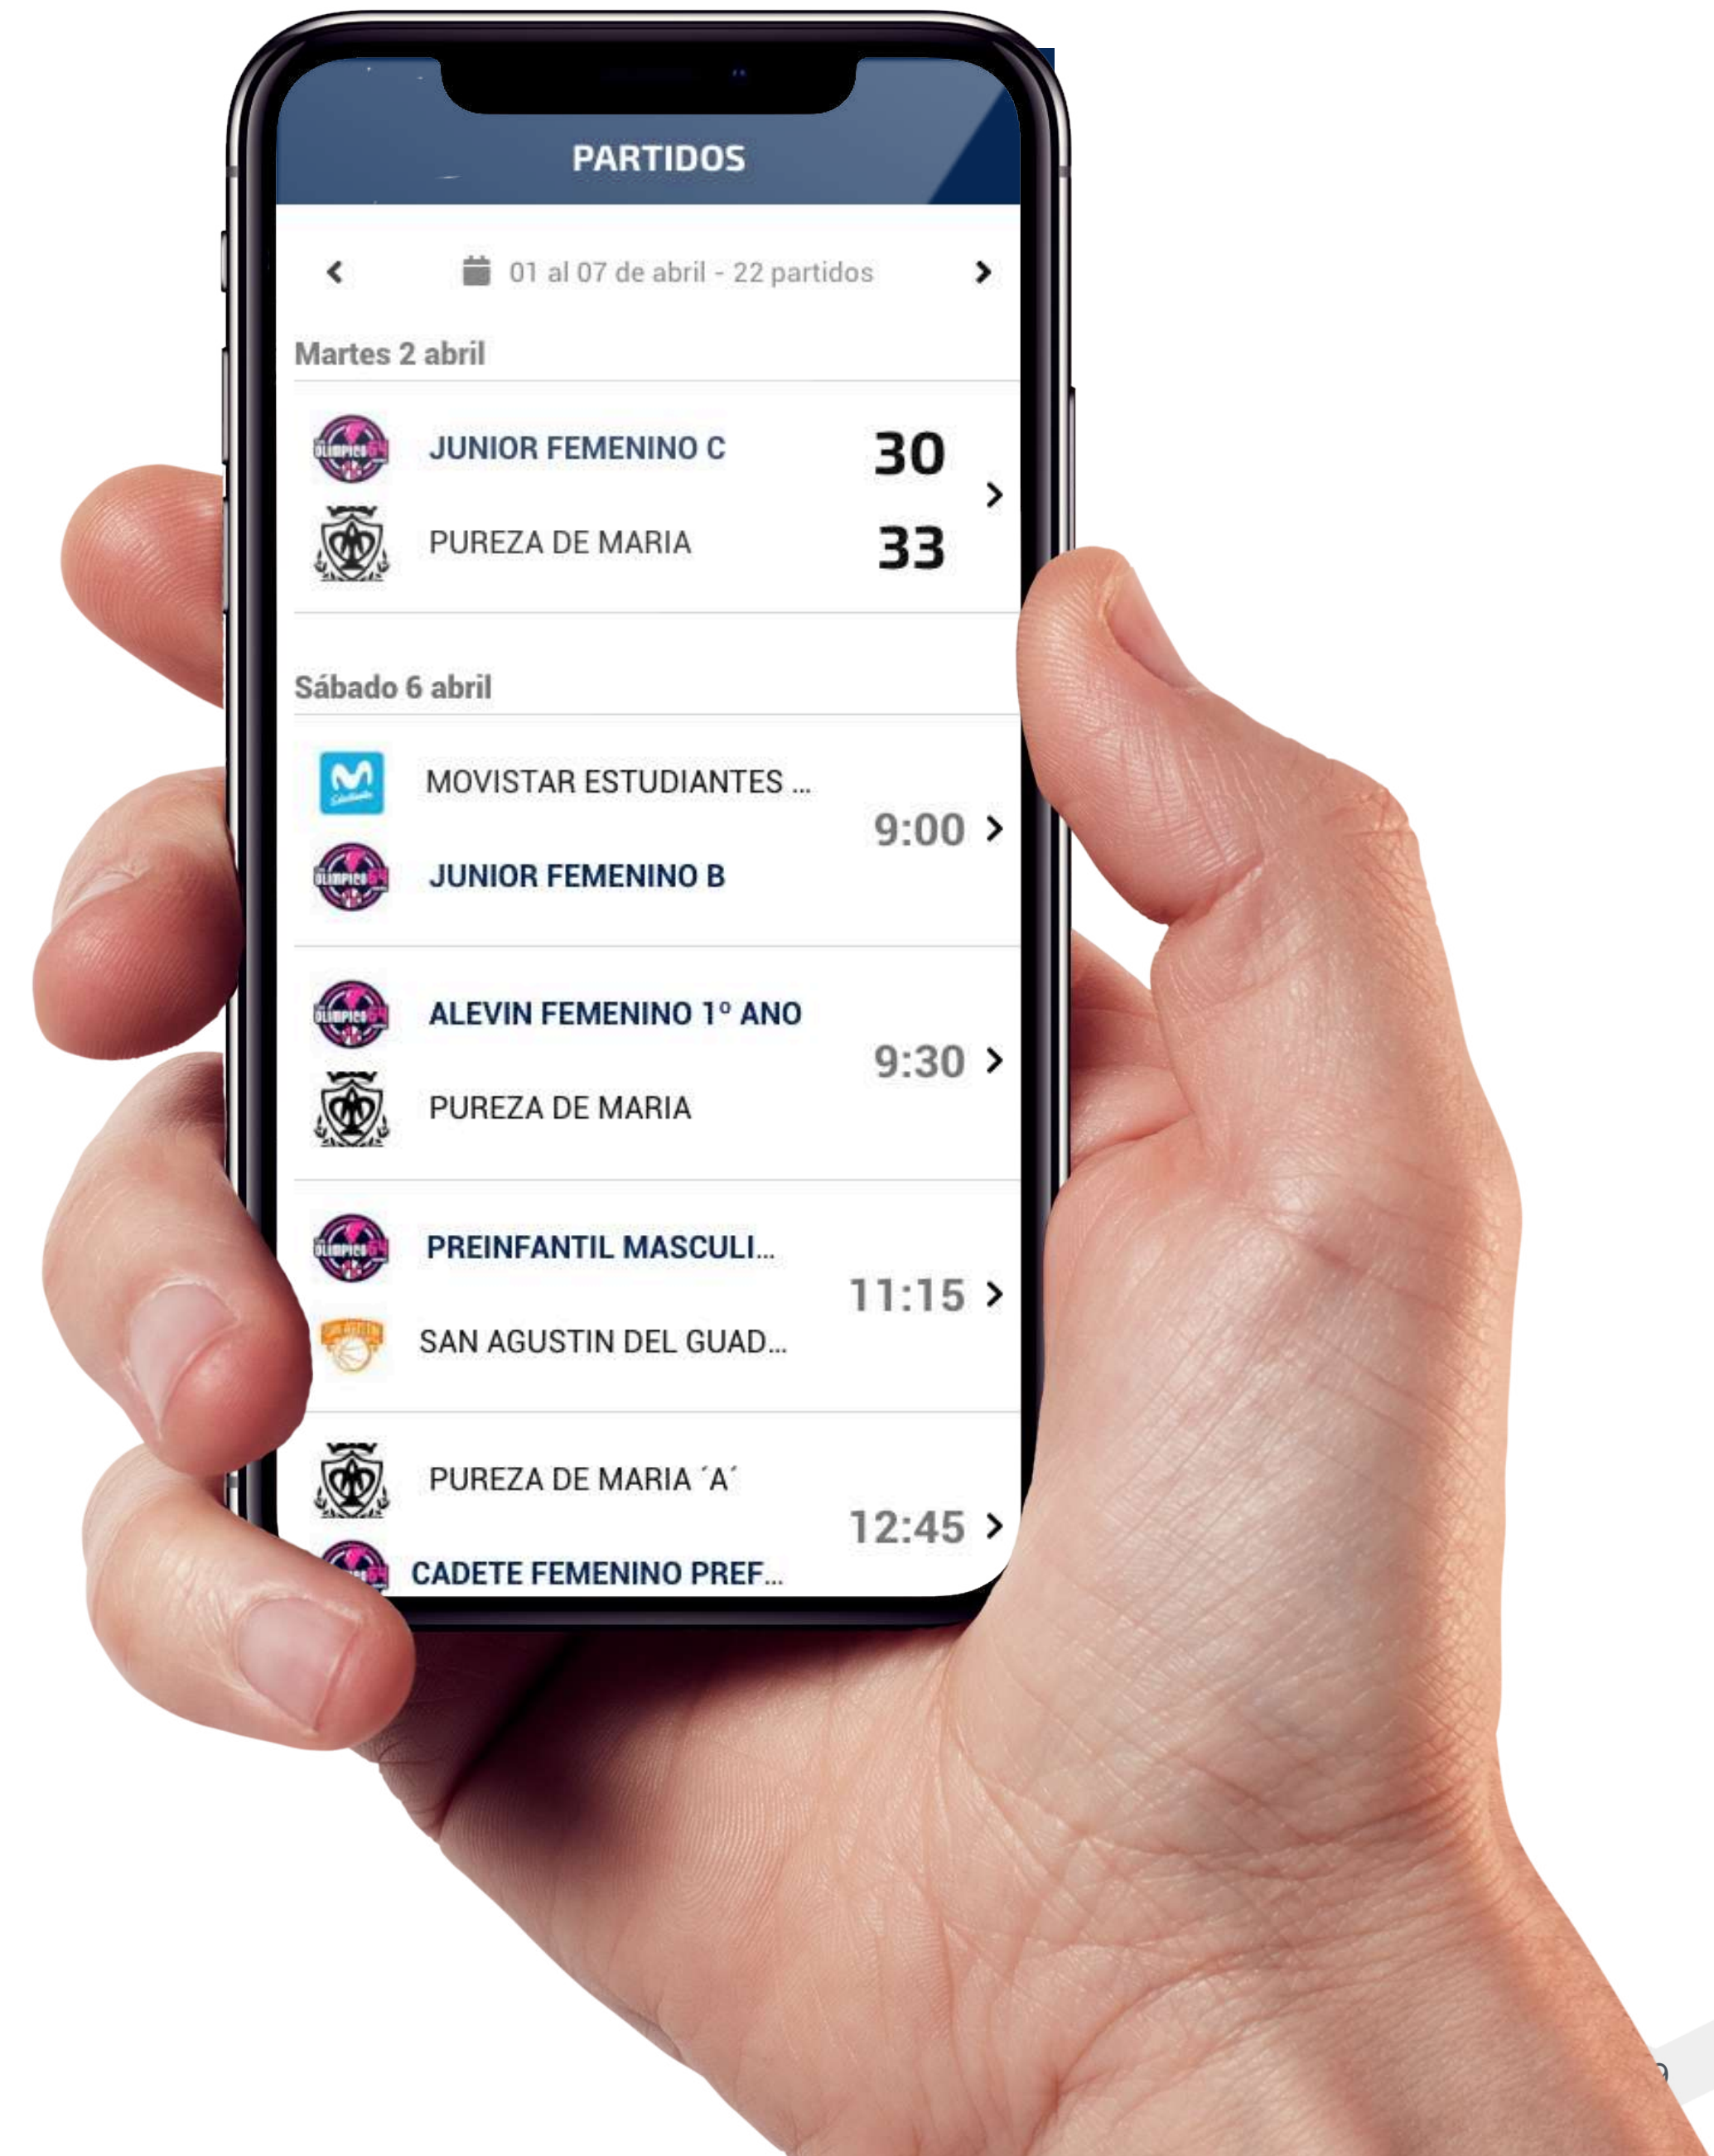 PARTIDOS
01 al 07 de abril - 22 partidos
Martes 2 abril
JUNIOR FEMENINO C
30
PUREZA DE MARIA
33
Sábado 6 abril
MOVISTAR ESTUDIANTES ...
9:00
JUNIOR FEMENINO B
ALEVIN FEMENINO 1º ANO
9:30
PUREZA DE MARIA
PREINFANTIL MASCULI...
11:15
SAN AGUSTIN DEL GUAD...
PUREZA DE MARIA ´A´
12:45
CADETE FEMENINO PREF...